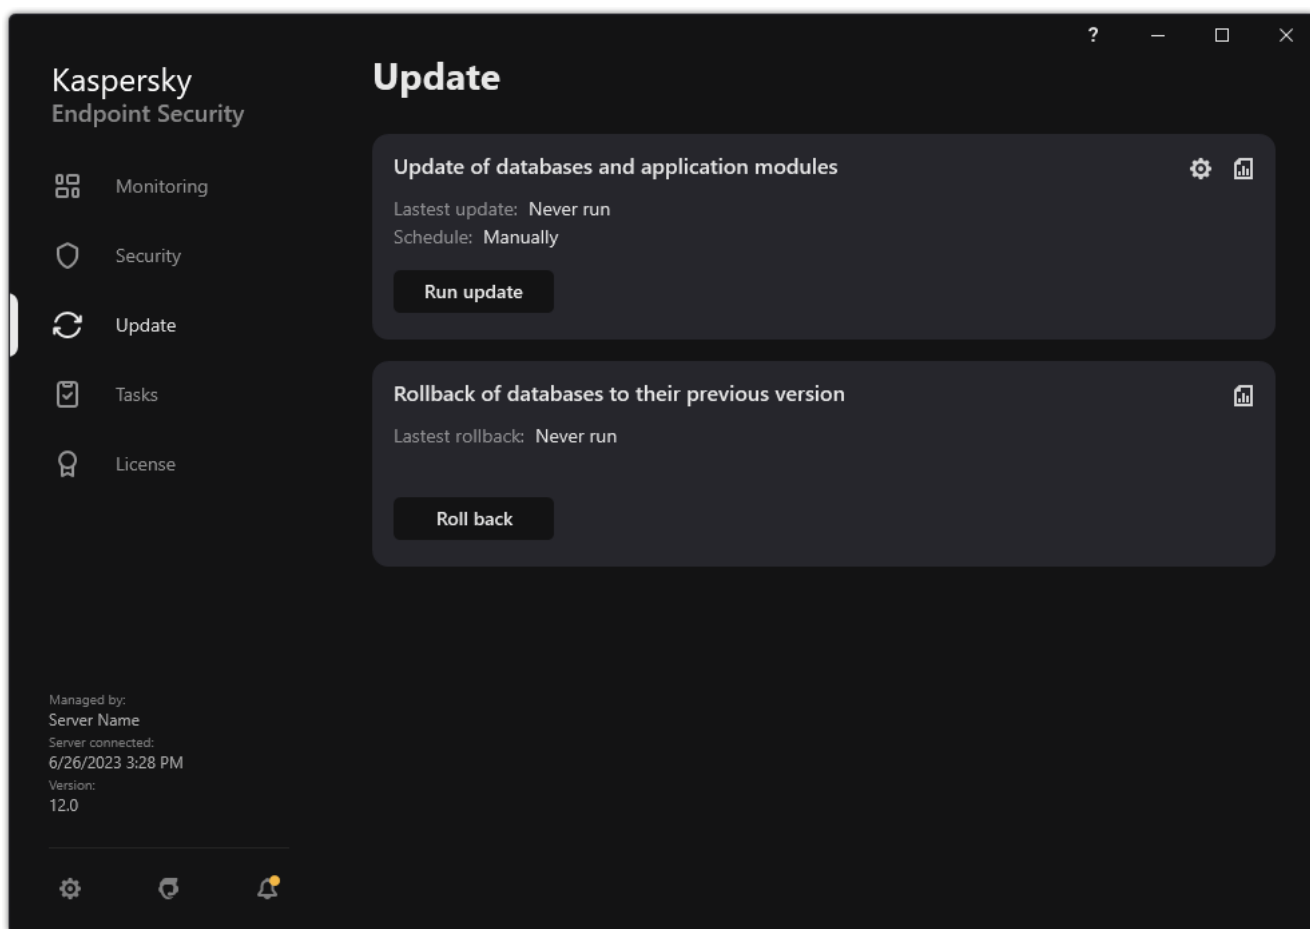 ?
Kaspersky
Endpoint Security
Monitoring
Security
Update
Tasks
License
Managed by:
Server Name
Server connected:
6/26/2023 3:28 PM
Version:
12.0
Update
Update of databases and application modules
Lastest update: Never run
Schedule: Manually
Run update
Rollback of databases to their previous version
Lastest rollback: Never run
Roll back